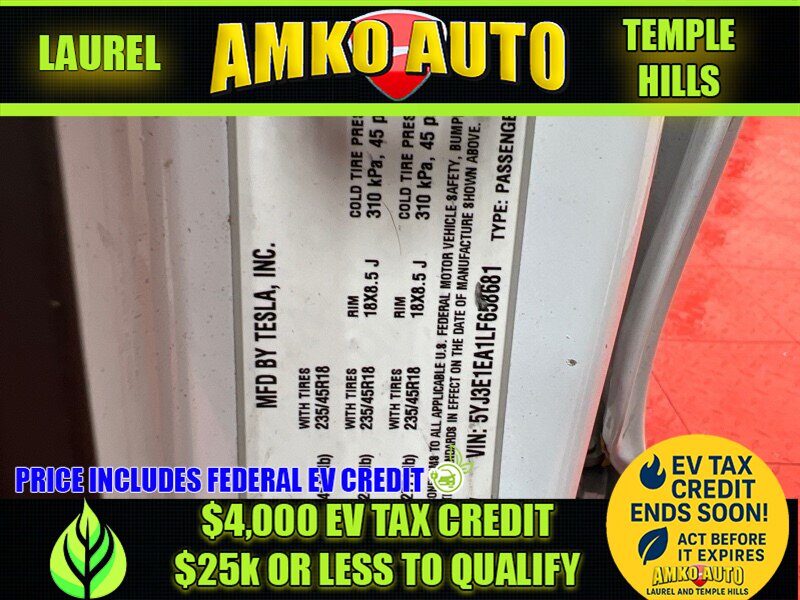 LAUREL
AMKO AUTO
TEMPLE
HILLS
MFD BY TESLA, INC.
WITH TIRES
235/45R18
WITH TIRES
235/45R18
WITH TIRES
235/45R18
RIM
18X8.5 J
RIM
18X8.5 J
COLD TIRE PRES
310 kPa, 45 p
COLD TIRE PRES
310 kPa, 45 p
TO ALL APPLICABLE U.S. FEDERAL MOTOR VEHICLE SAFETY, BUMP
IN EFFECT ON THE DATE OF MANUFACTURE SHOWN ABOVE.
VIN: 5YJ3E1EA1LF658681
TYPE: PASSENGE
PRICE INCLUDES FEDERAL EV CREDIT
$4,000 EV TAX CREDIT
$25k OR LESS TO QUALIFY
EV TAX
CREDIT
ENDS SOON!
ACT BEFORE
IT EXPIRES
AMKO AUTO
LAUREL AND TEMPLE HILLS